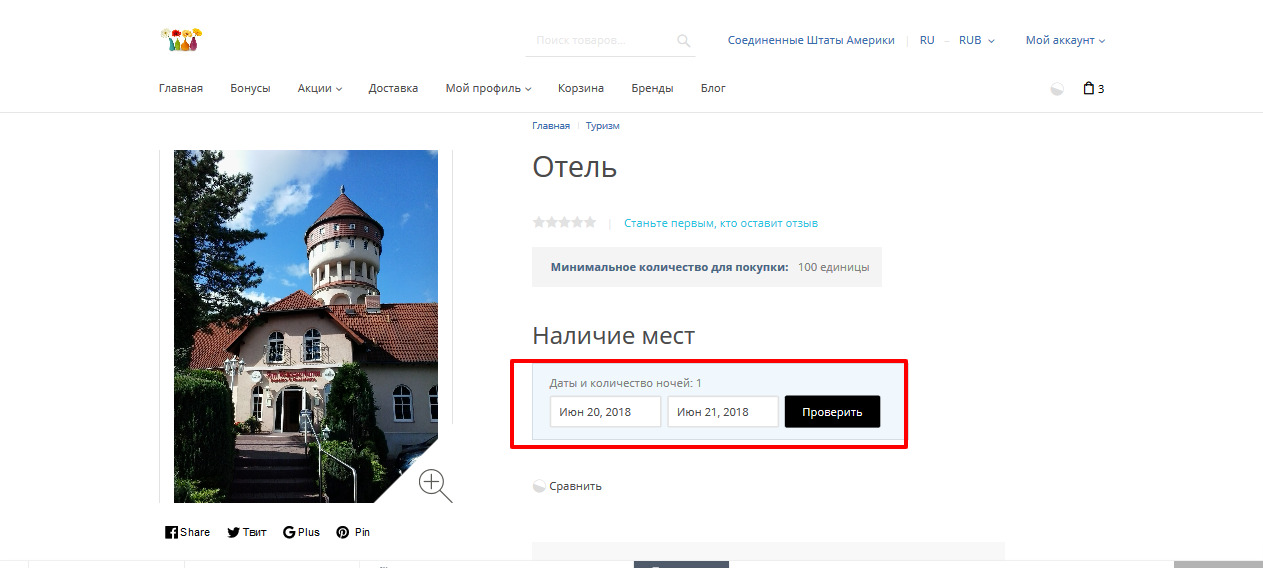 Поиск товаров...
Соединенные Штаты Америки
RU
RUB
Мой аккаунт
Главная
Бонусы
Акции
Доставка
Мой профиль
Корзина
Бренды
Блог
3
Главная
Туризм
Отель
Станьте первым, кто оставит отзыв
Минимальное количество для покупки: 100 единицы
Наличие мест
Даты и количество ночей: 1
Июн 20, 2018
Июн 21, 2018
Проверить
Сравнить
Share
Твит
Plus
Pin